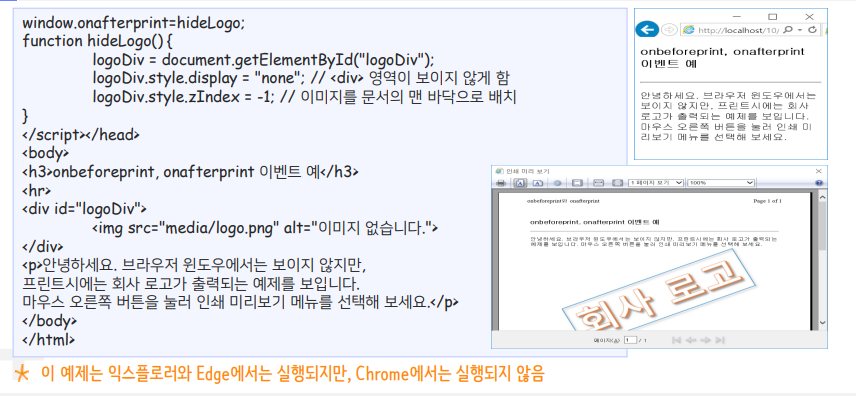 window.onafterprint=hideLogo;
function hideLogo() {
logoDiv = document.getElementById("logoDiv");
logoDiv.style.display = "none"; // <div> 영역이 보이지 않게 함
logoDiv.style.zIndex = -1; // 이미지를 문서의 맨 바닥으로 배치
}
</script></head>
<body>
<h3>onbeforeprint, onafterprint 이벤트 예</h3>
<hr>
<div id="logoDiv">
<img src="media/logo.png" alt="이미지 없습니다.">
</div>
<p>안녕하세요. 브라우저 윈도우에서는 보이지 않지만,
프린트시에는 회사 로고가 출력되는 예제를 보입니다.
마우스 오른쪽 버튼을 눌러 인쇄 미리보기 메뉴를 선택해 보세요.</p>
</body>
</html>
http://localhost/10/
onbeforeprint, onafterprint
이벤트 예
안녕하세요. 브라우저 윈도우에서는
보이지 않지만, 프린트시에는 회사
로고가 출력되는 예제를 보입니다.
마우스 오른쪽 버튼을 눌러 인쇄 미
리보기 메뉴를 선택해 보세요.
인쇄 미리 보기
1 페이지 보기 100%
onbeforeprint와 onafterprint Page 1 of 1
onbeforeprint, onafterprint 이벤트 예
안녕하세요. 브라우저 윈도우에서는 보이지 않지만, 프린트시에는 회사 로고가 출력되는
예제를 보입니다. 마우스 오른쪽 버튼을 눌러 인쇄 미리보기 메뉴를 선택해 보세요.
회사 로고
페이지(A) 1 / 1
* 이 예제는 익스플로러와 Edge에서는 실행되지만, Chrome에서는 실행되지 않음